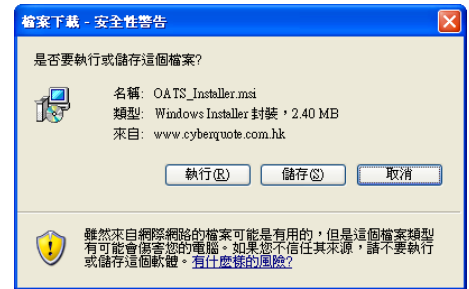 檔案下載 - 安全性警告
是否要執行或儲存這個檔案?
名稱: OATS_Installer.msi
類型: Windows Installer 封裝，2.40 MB
來自: www.cyberquote.com.hk
執行(R) 儲存(S) 取消
雖然來自網際網路的檔案可能是有用的，但是這個檔案類型
有可能會傷害您的電腦。如果您不信任其來源，請不要執行
或儲存這個軟體。有什麼樣的風險?